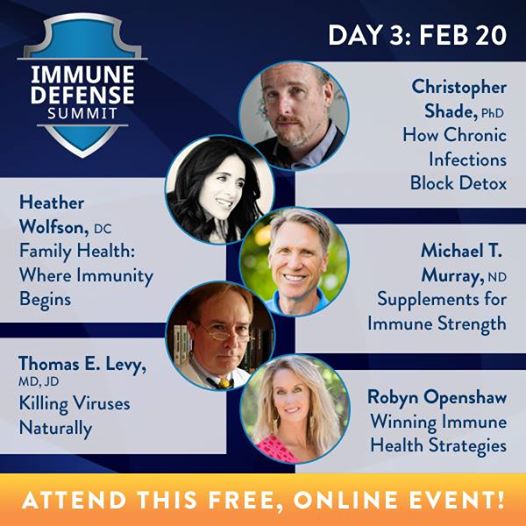 IMMUNE
DEFENSE
SUMMIT
DAY 3: FEB 20
Christopher
Shade, PhD
How Chronic
Infections
Block Detox
Heather
Wolfson, DC
Family Health:
Where Immunity
Begins
Michael T.
Murray, ND
Supplements for
Immune Strength
Thomas E. Levy,
MD, JD
Killing Viruses
Naturally
Robyn Openshaw
Winning Immune
Health Strategies
ATTEND THIS FREE, ONLINE EVENT!